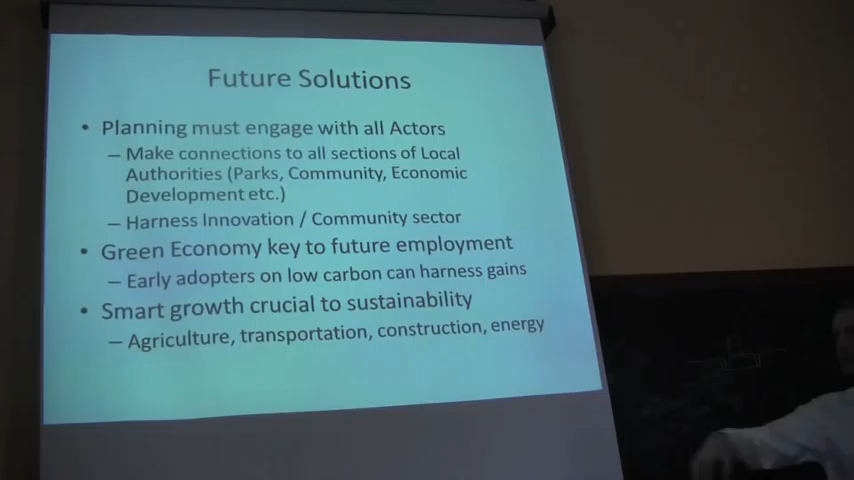 Future Solutions
• Planning must engage with all Actors
– Make connections to all sections of Local
Authorities (Parks, Community, Economic
Development etc.)
– Harness Innovation / Community sector
• Green Economy key to future employment
– Early adopters on low carbon can harness gains
• Smart growth crucial to sustainability
– Agriculture, transportation, construction, energy